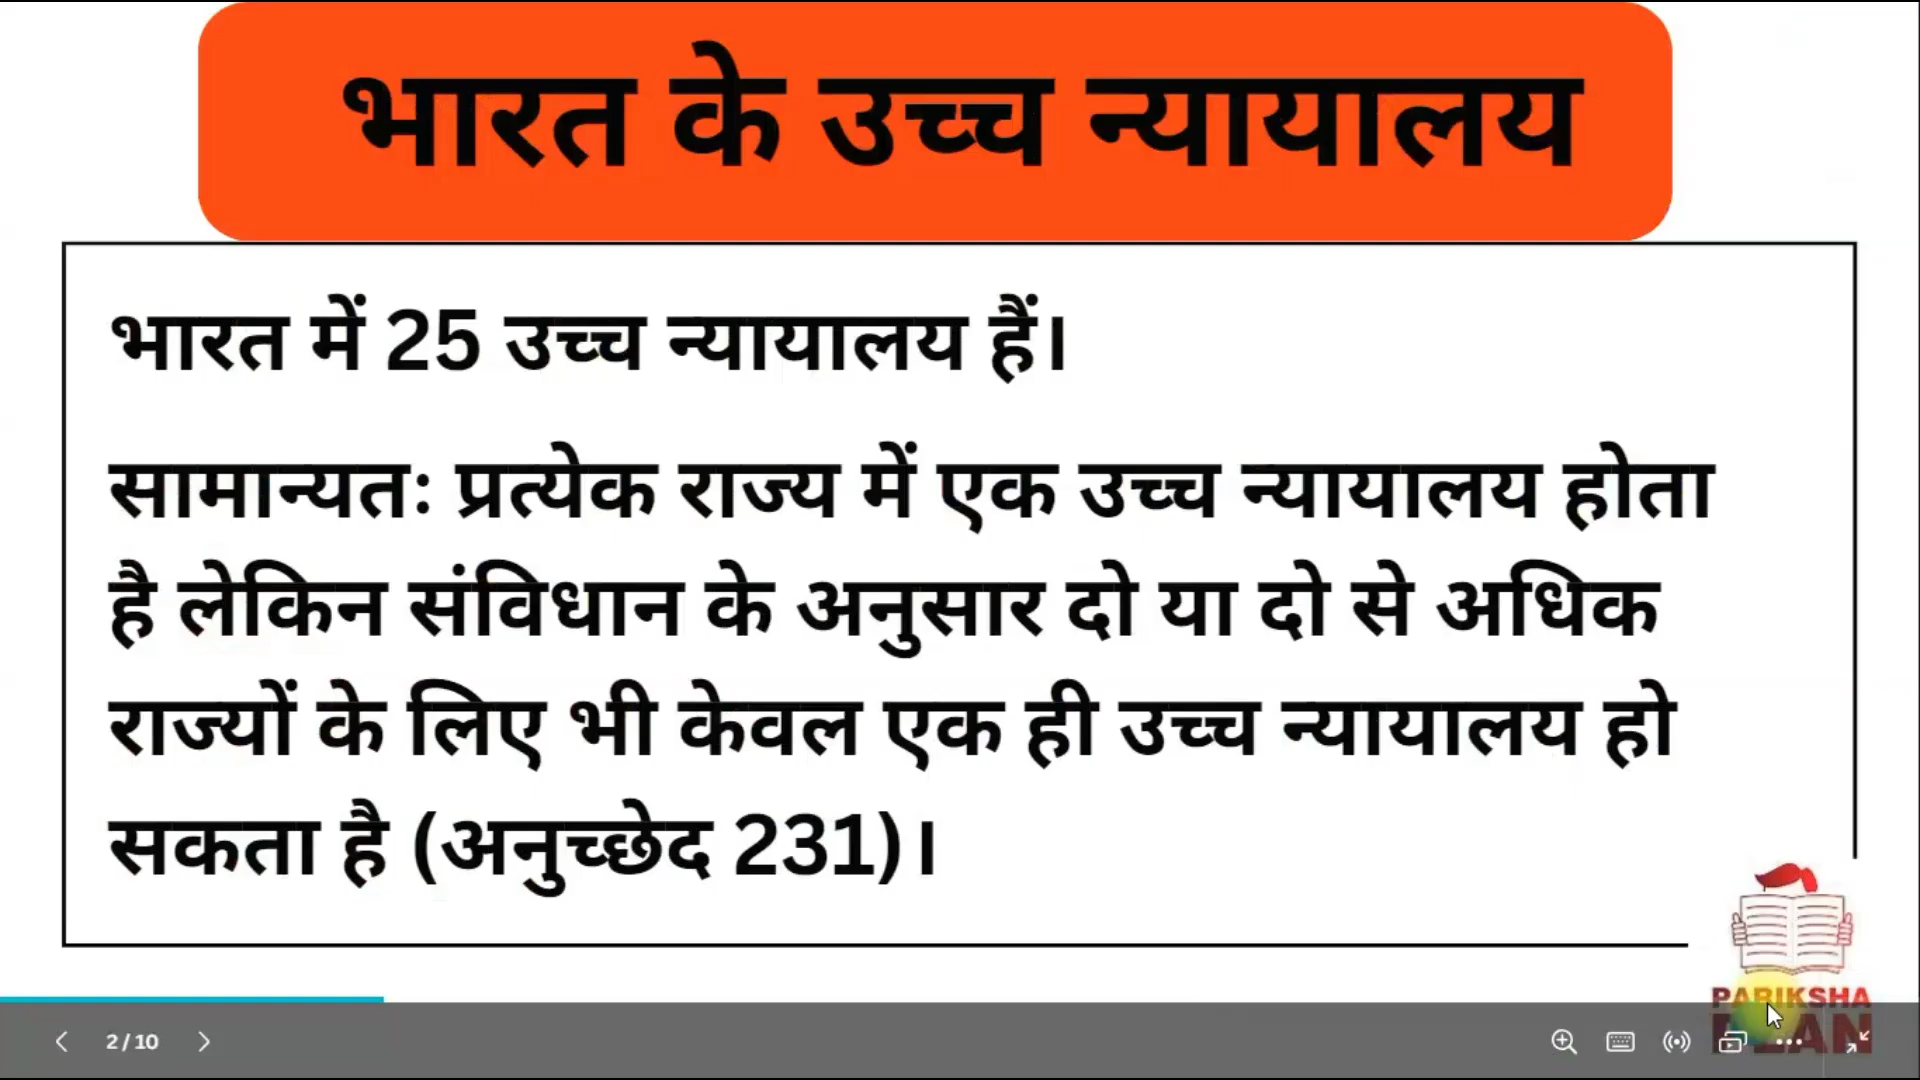 भारत के उच्च न्यायालय
भारत में 25 उच्च न्यायालय हैं।
सामान्यतः प्रत्येक राज्य में एक उच्च न्यायालय होता
है लेकिन संविधान के अनुसार दो या दो से अधिक
राज्यों के लिए भी केवल एक ही उच्च न्यायालय हो
सकता है (अनुच्छेद 231)।
PARIKSHA
PLAN
2 / 10